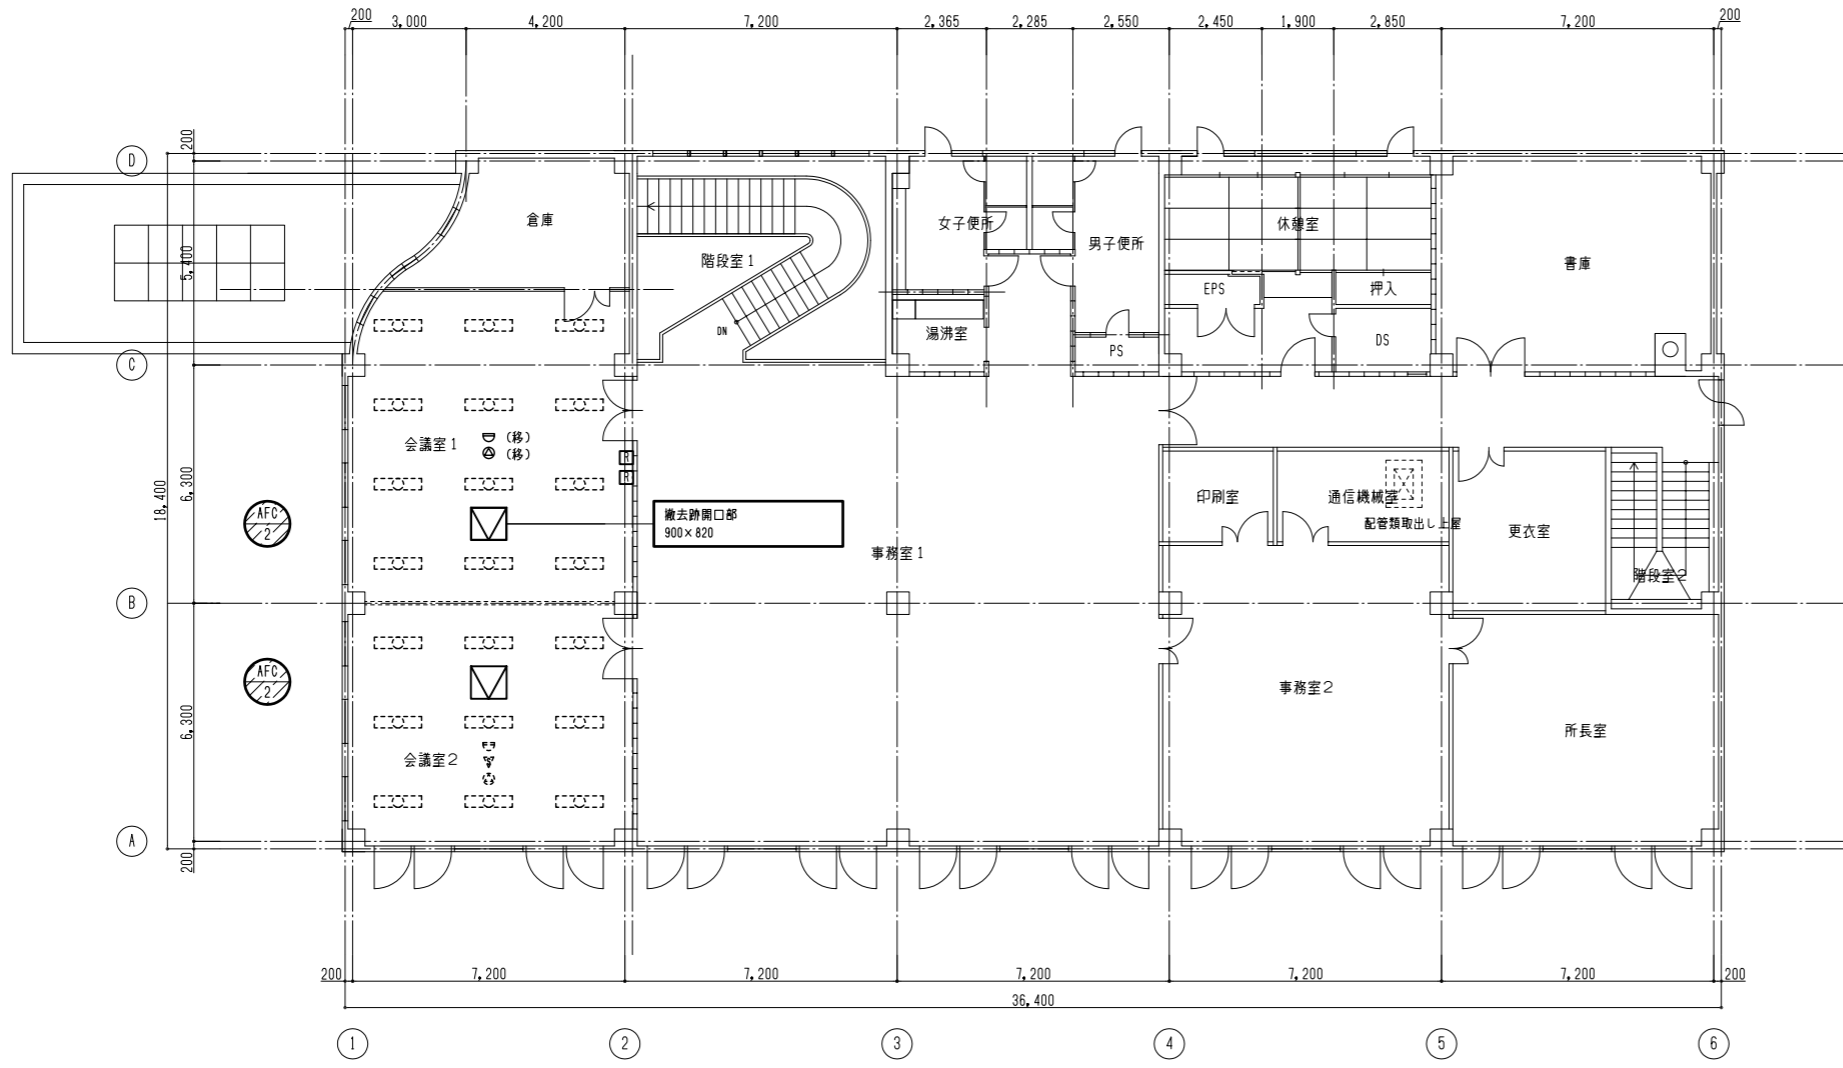 200 3,000 4,200 7,200 2,365 2,285 2,550 2,450 1,900 2,850 7,200 200
200
D
倉庫
階段室1
女子便所
男子便所
休憩室
書庫
5,400
EPS
押入
DN
湯沸室
PS
DS
C
会議室1
(移)
(移)
R
R
6,300
18,400
印刷室
通信機械室
配管類取出し上屋
更衣室
AFC
2
撤去跡開口部
900×820
事務室1
階段室2
B
AFC
2
事務室2
6,300
所長室
会議室2
A
200
200 7,200 7,200 7,200 7,200 7,200 200
36,400
1 2 3 4 5 6